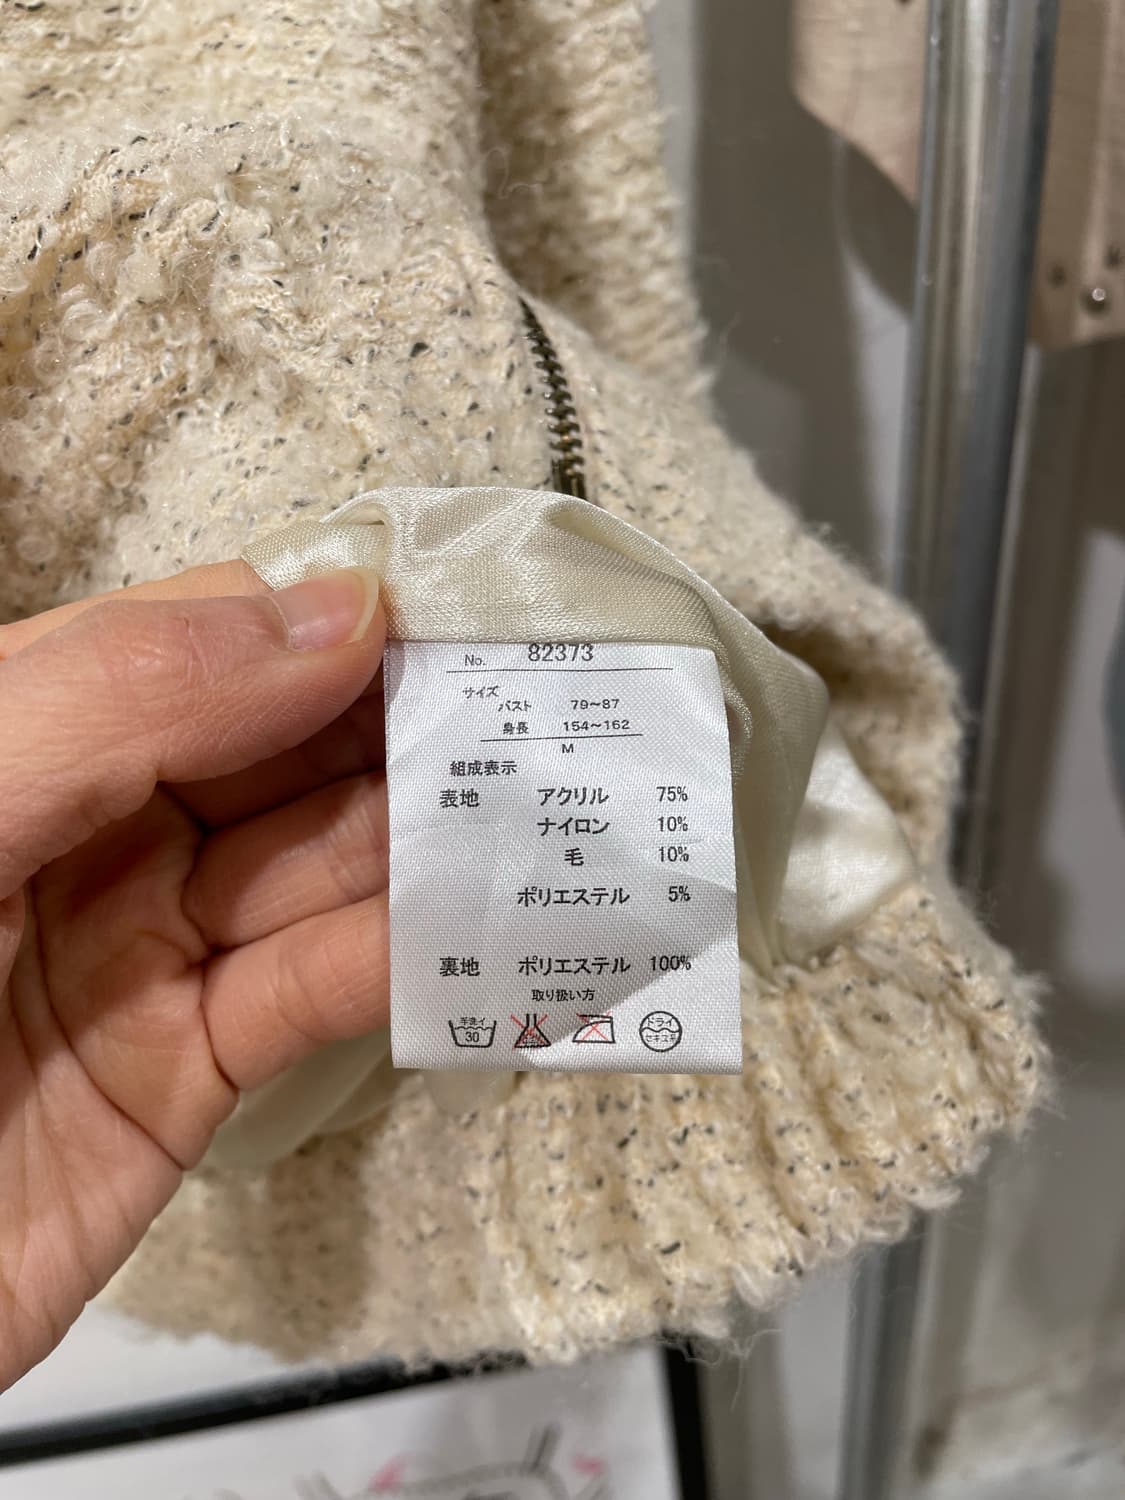 No. 82373
サイズ
バスト 79～87
身長 154～162
M
組成表示
表地 アクリル 75%
ナイロン 10%
毛 10%
ポリエステル 5%
裏地 ポリエステル 100%
取り扱い方
手洗イ 30 ドライ セキユ系